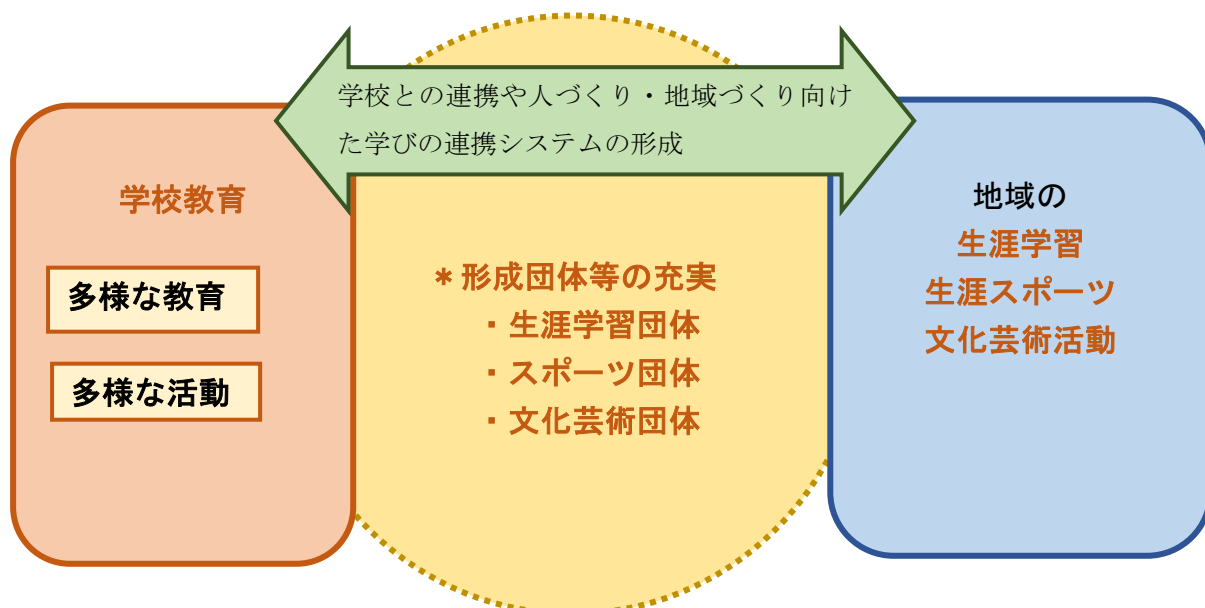 学校との連携や人づくり・地域づくり向け
た学びの連携システムの形成
学校教育
多様な教育
多様な活動
＊形成団体等の充実
・生涯学習団体
・スポーツ団体
・文化芸術団体
地域の
生涯学習
生涯スポーツ
文化芸術活動